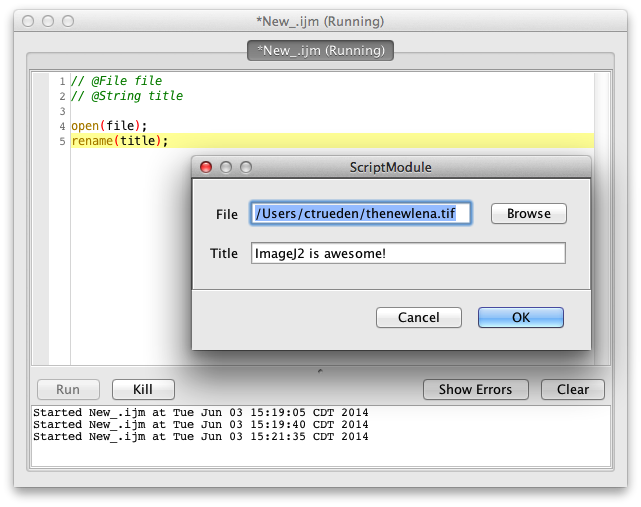 *New_.ijm (Running)
*New_.ijm (Running)
1 // @File file
2 // @String title
3
4 open(file);
5 rename(title);
ScriptModule
File /Users/ctrueden/thenewlena.tif Browse
Title ImageJ2 is awesome!
Cancel OK
Run Kill Show Errors Clear
Started New_.ijm at Tue Jun 03 15:19:05 CDT 2014
Started New_.ijm at Tue Jun 03 15:19:40 CDT 2014
Started New_.ijm at Tue Jun 03 15:21:35 CDT 2014